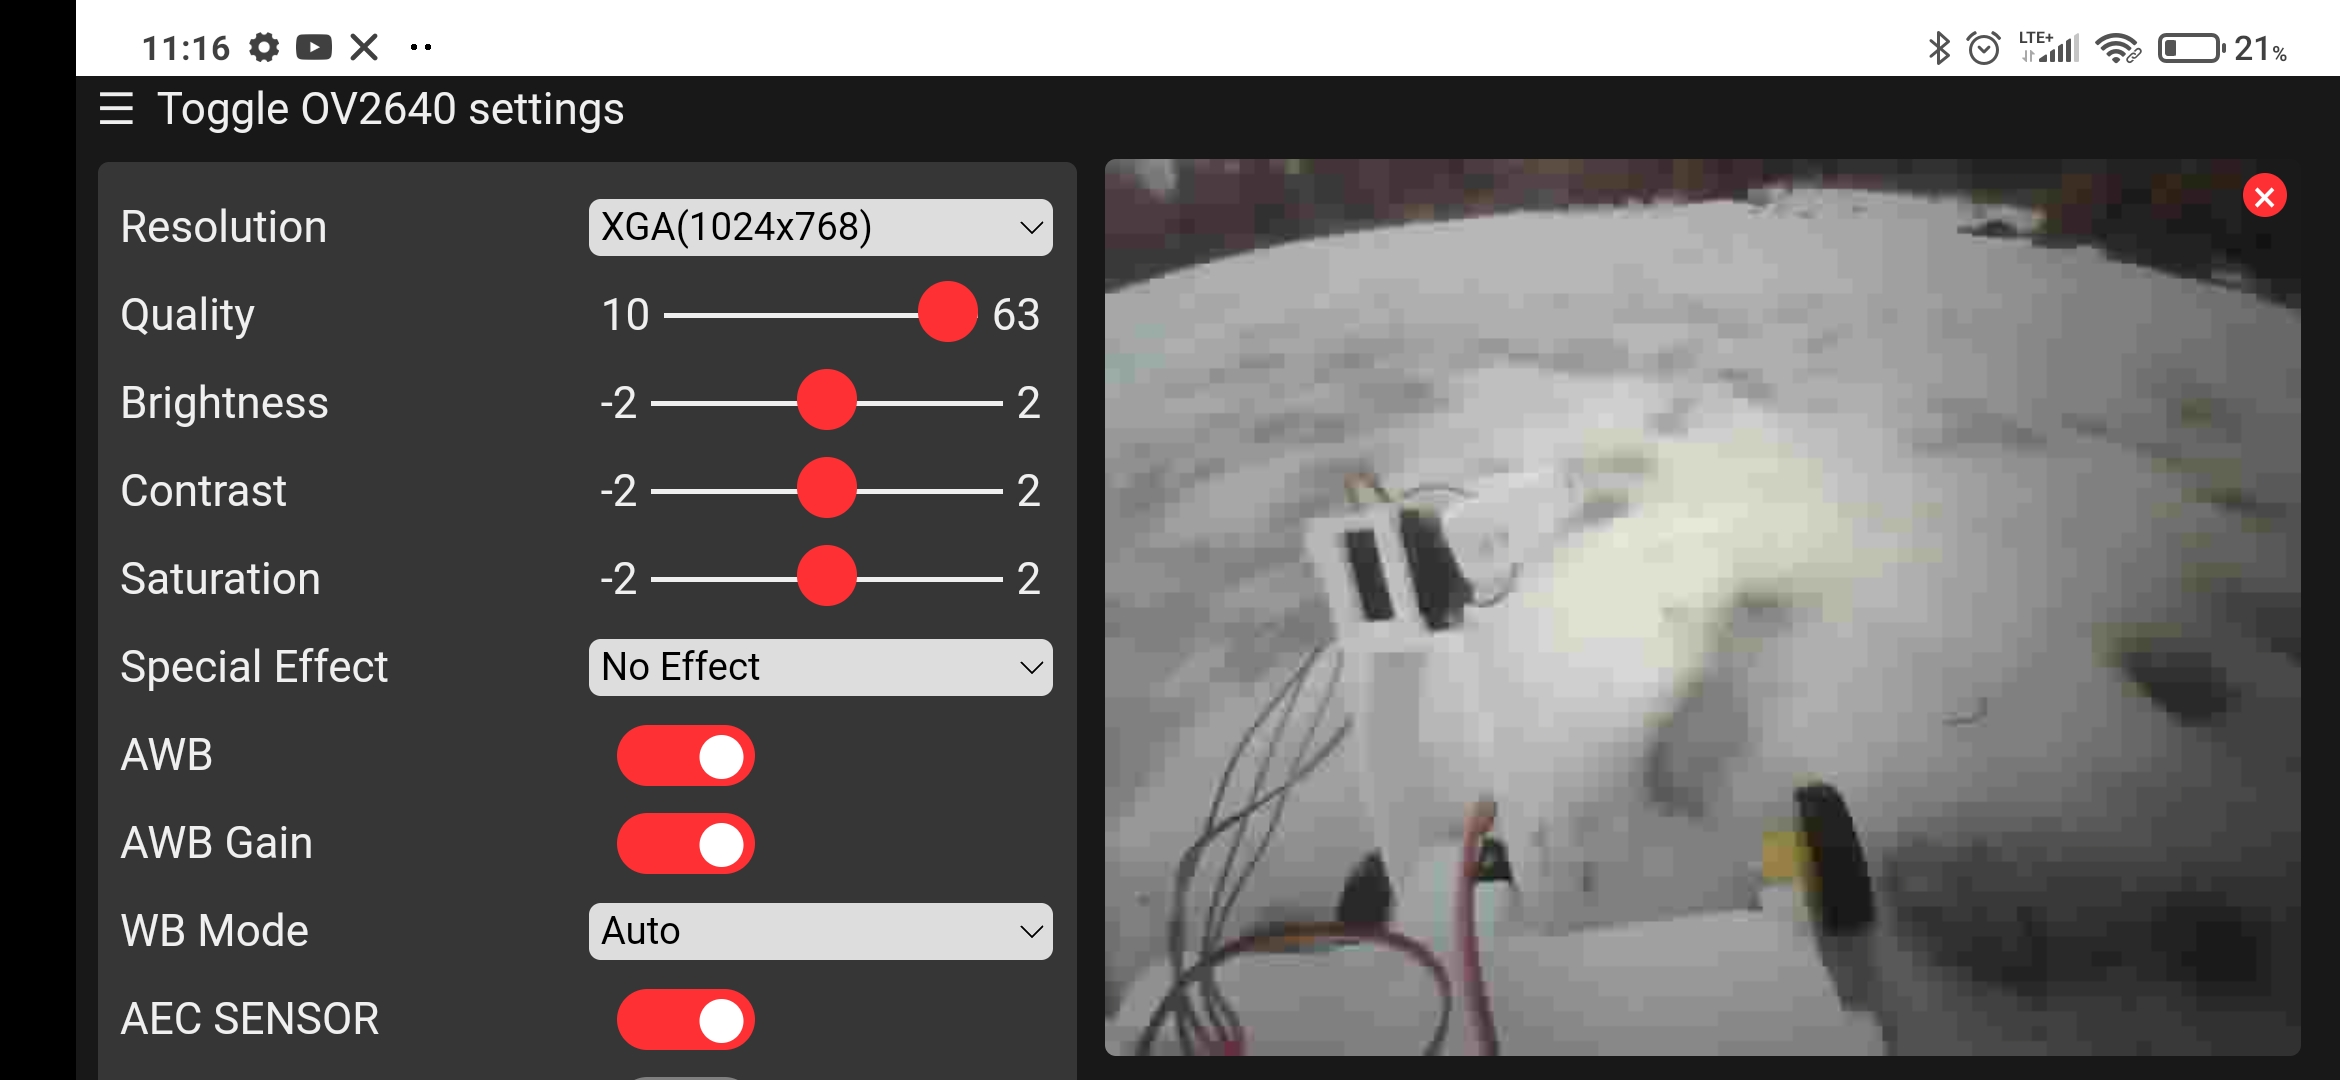 11:16
LTE+
21%
Toggle OV2640 settings
Resolution XGA(1024x768)
Quality 10 63
Brightness -2 2
Contrast -2 2
Saturation -2 2
Special Effect No Effect
AWB
AWB Gain
WB Mode Auto
AEC SENSOR